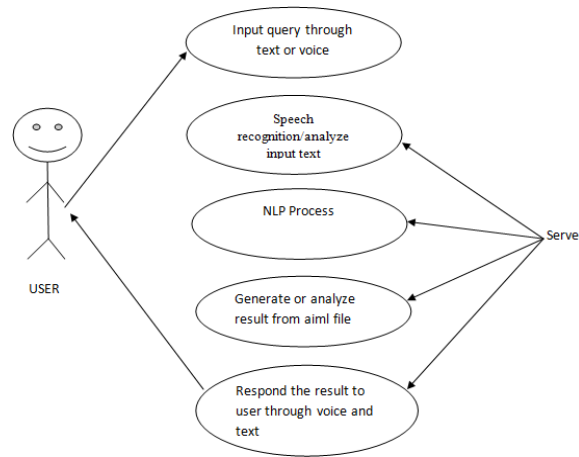 Input query through
text or voice
Speech
recognition/analyze
input text
NLP Process
Serve
USER
Generate or analyze
result from aiml file
Respond the result to
user through voice and
text